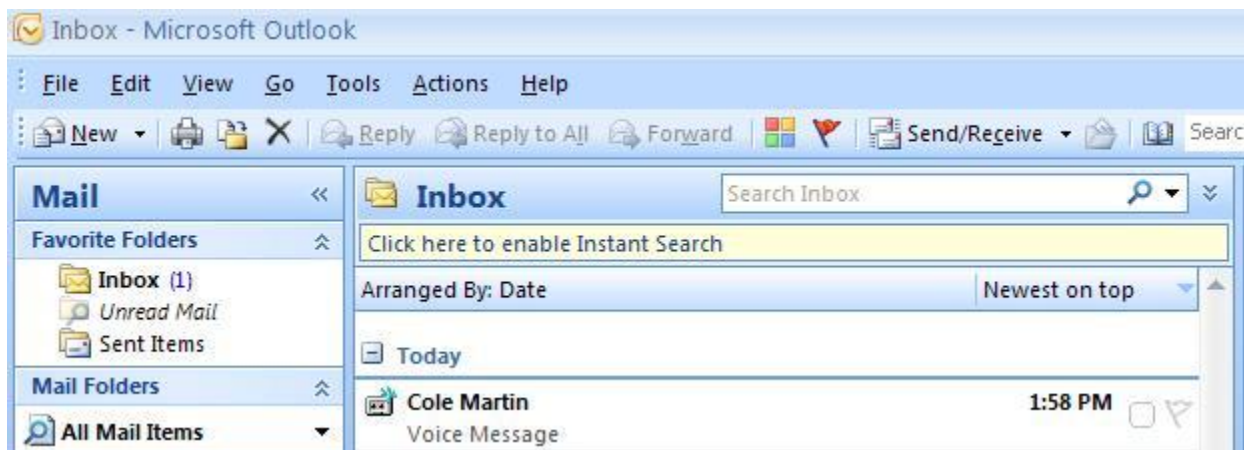 Inbox - Microsoft Outlook
File Edit View Go Tools Actions Help
New Reply Reply to All Forward Send/Receive Searc
Mail
Favorite Folders
Inbox (1)
Unread Mail
Sent Items
Mail Folders
All Mail Items
Inbox Search Inbox
Click here to enable Instant Search
Arranged By: Date Newest on top
Today
Cole Martin 1:58 PM
Voice Message